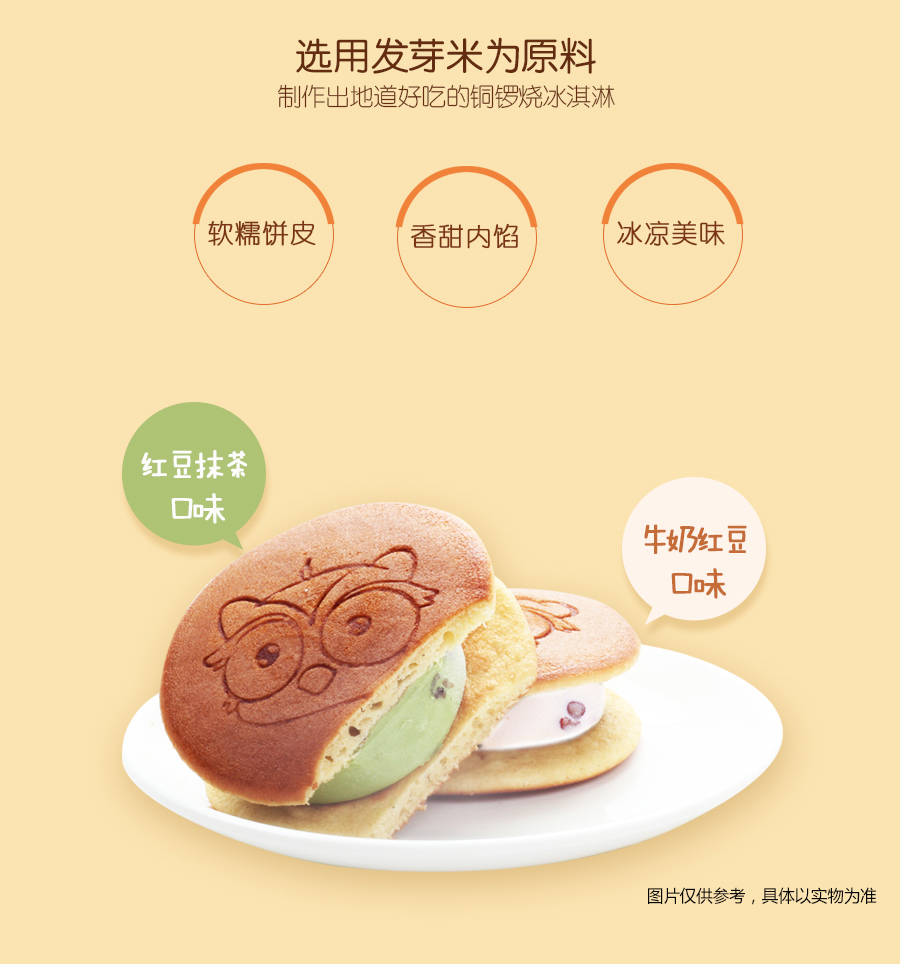 选用发芽米为原料
制作出地道好吃的铜锣烧冰淇淋
软糯饼皮
香甜内馅
冰凉美味
红豆抹茶
口味
牛奶红豆
口味
图片仅供参考，具体以实物为准